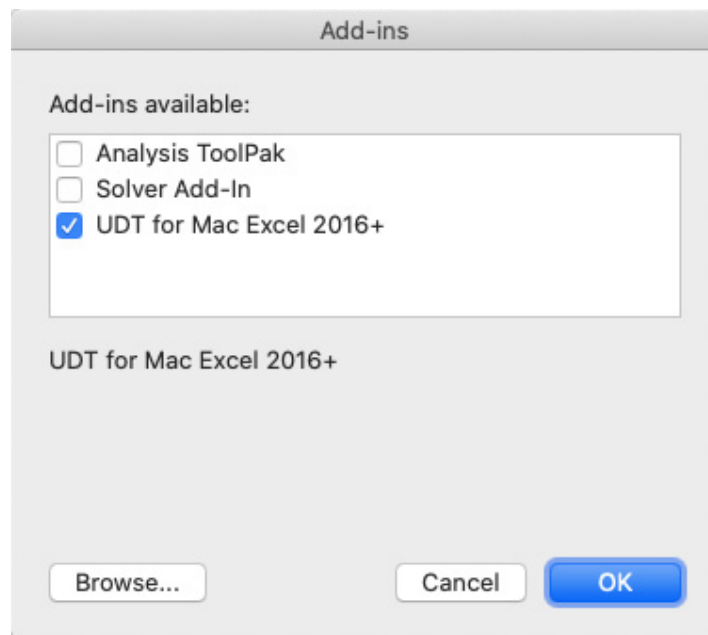 Add-ins
Add-ins available:
Analysis ToolPak
Solver Add-In
UDT for Mac Excel 2016+
UDT for Mac Excel 2016+
Browse...
Cancel
OK